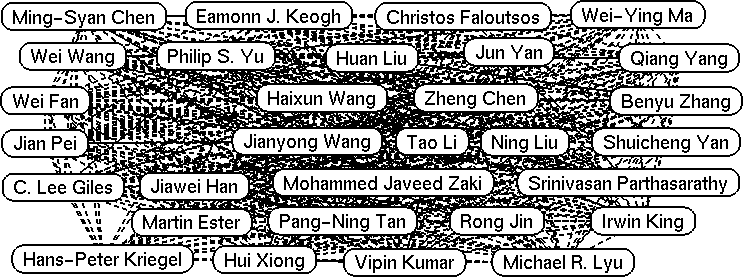 Ming-Syan Chen
Eamonn J. Keogh
Christos Faloutsos
Wei-Ying Ma
Wei Wang
Philip S. Yu
Huan Liu
Jun Yan
Qiang Yang
Wei Fan
Haixun Wang
Zheng Chen
Benyu Zhang
Jian Pei
Jianyong Wang
Tao Li
Ning Liu
Shuicheng Yan
C. Lee Giles
Jiawei Han
Mohammed Javeed Zaki
Srinivasan Parthasarathy
Martin Ester
Pang-Ning Tan
Rong Jin
Irwin King
Hans-Peter Kriegel
Hui Xiong
Vipin Kumar
Michael R. Lyu